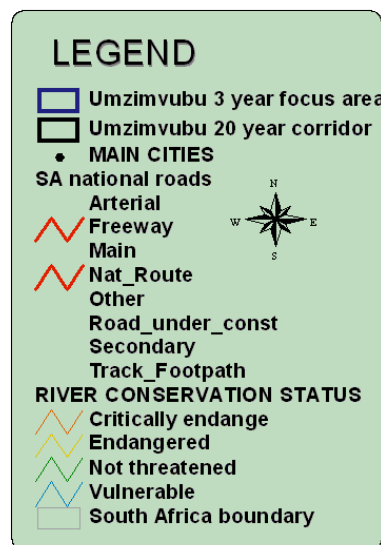 LEGEND
Umzimvubu 3 year focus area
Umzimvubu 20 year corridor
MAIN CITIES
SA national roads
Arterial
Freeway
Main
Nat_Route
Other
Road_under_const
Secondary
Track_Footpath
RIVER CONSERVATION STATUS
Critically endange
Endangered
Not threatened
Vulnerable
South Africa boundary
N
W E
S